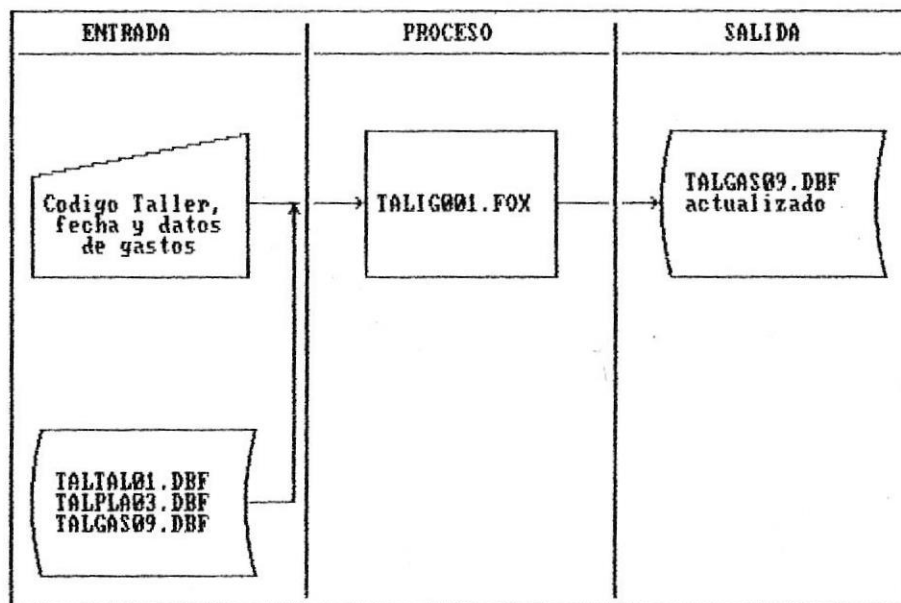 ENTRADA
PROCESO
SALIDA
Codigo Taller,
fecha y datos
de gastos
TALIG001.FOX
TALGAS09.DBF
actualizado
TALTAL01.DBF
TALPLA03.DBF
TALGAS09.DBF